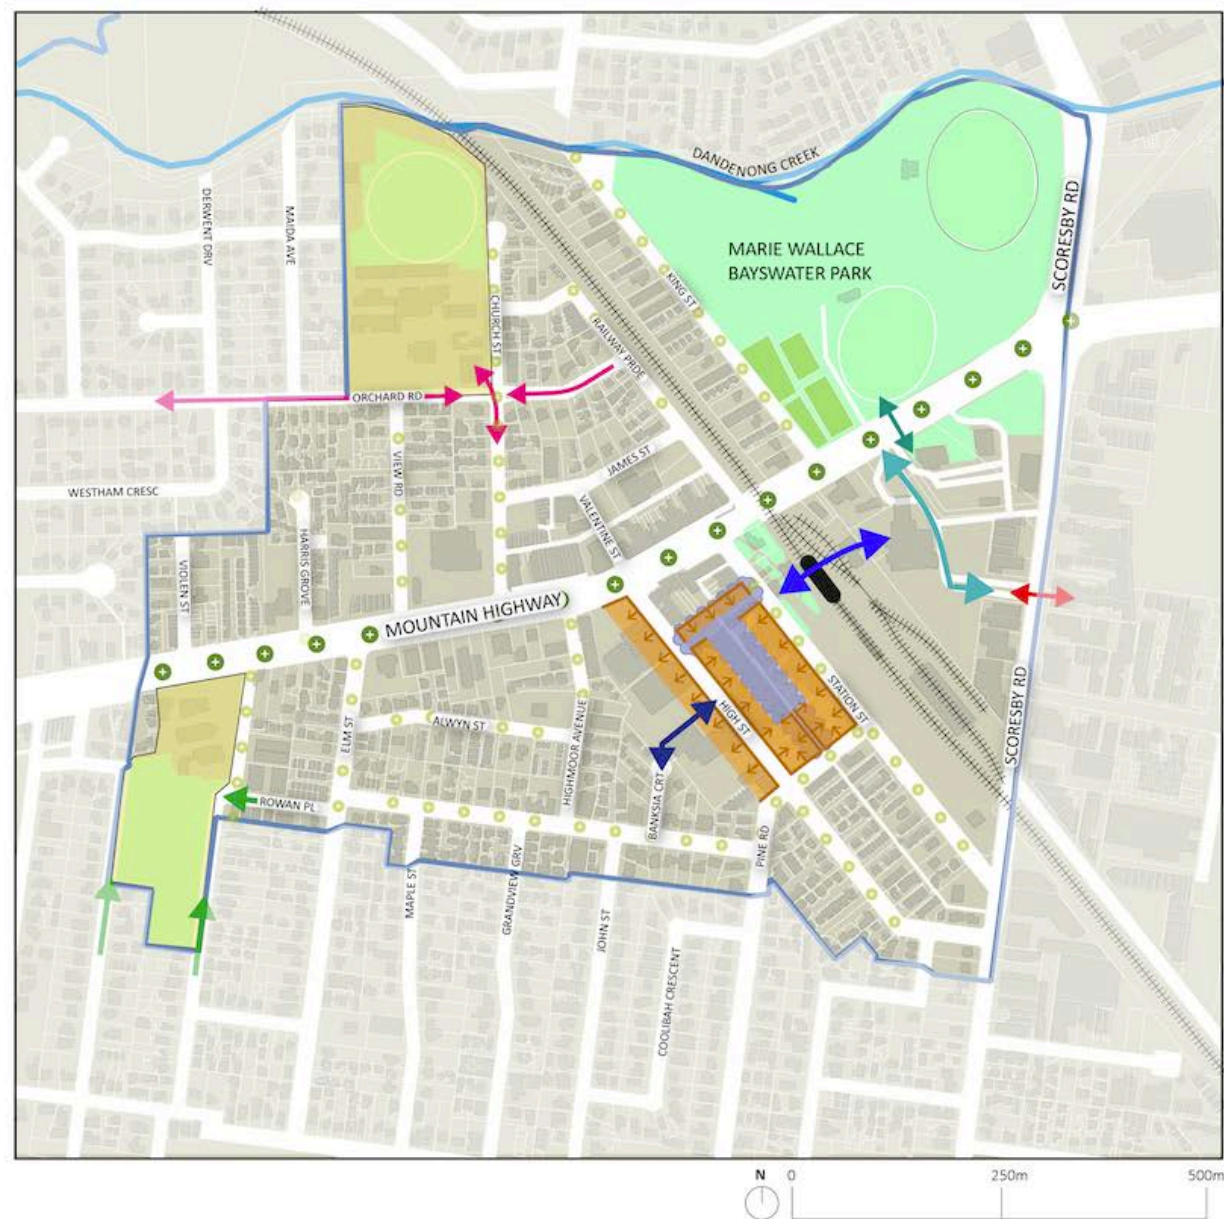 DANDENONG CREEK
DERWENT DRV
MAIDA AVE
SCORESBY RD
MARIE WALLACE
BAYSWATER PARK
KING ST
CHURCH ST
RAILWAY PRDE
ORCHARD RD
VIEW RD
JAMES ST
WESTHAM CRESC
VALENTINE ST
HARRIS GROVE
VIOLEN ST
MOUNTAIN HIGHWAY
STATION ST
SCORESBY RD
HIGH ST
ELM ST
ALWYN ST
HIGHMOOR AVENUE
ROWAN PL
BANKSIA CRT
PINE RD
MAPLE ST
GRANDVIEW GRV
JOHN ST
COOLIBAH CRESCENT
N 0 250m 500m